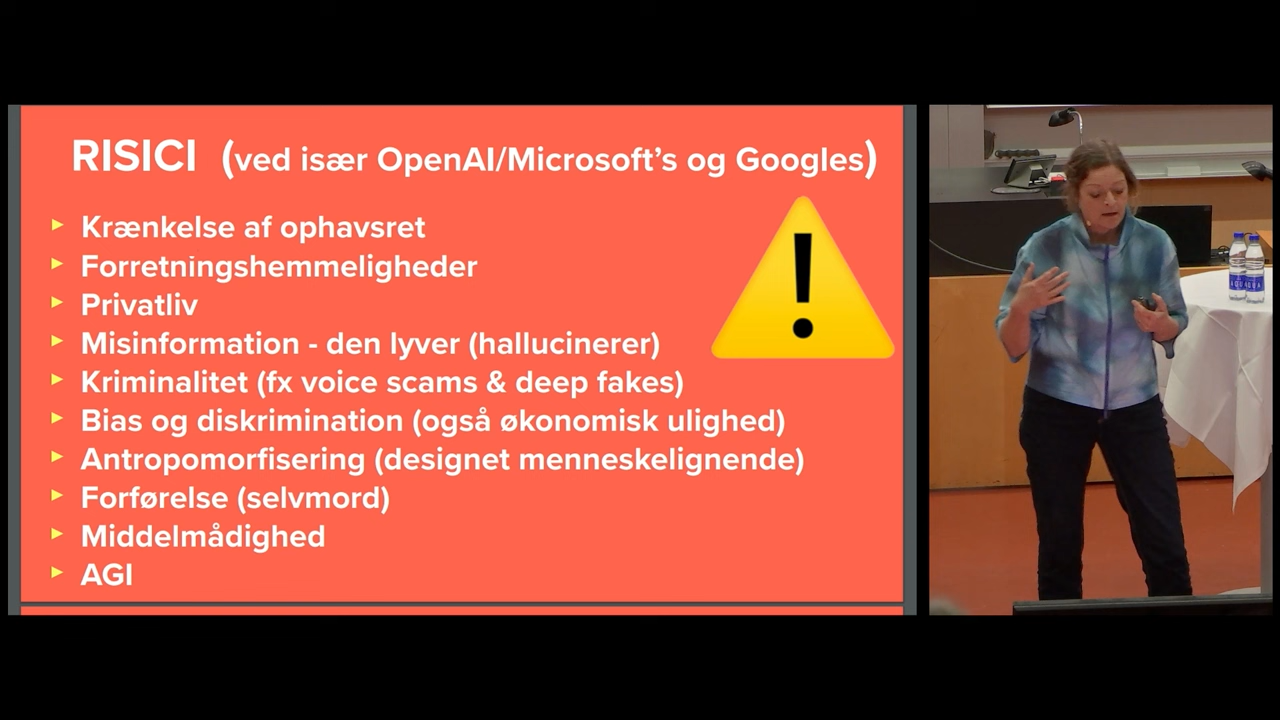 RISICI (ved især OpenAI/Microsoft's og Googles)
Krænkelse af ophavsret
Forretningshemmeligheder
Privatliv
Misinformation - den lyver (hallucinerer)
Kriminalitet (fx voice scams & deep fakes)
Bias og diskrimination (også økonomisk ulighed)
Antropomorfisering (designet menneskelignende)
Forførelse (selvmord)
Middelmådighed
AGI